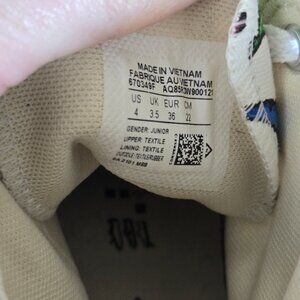 MADE IN VIETNAM
FABRIQUE AU VIETNAM
670349F
US UK EUR CM
4 3.5 36 22
GENDER: JUNIOR
UPPER: TEXTILE
LINING: TEXTILE